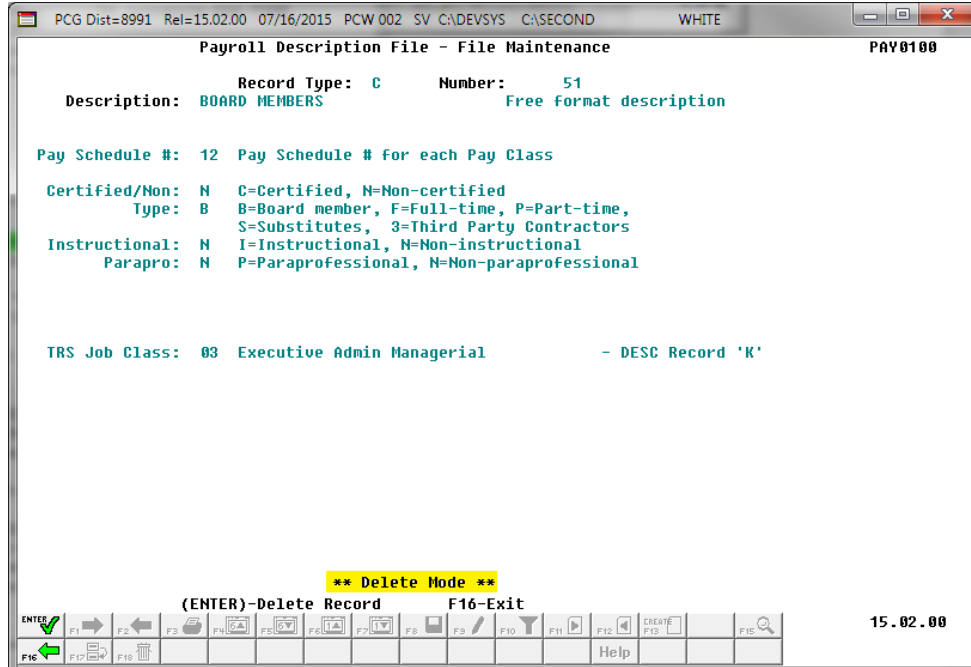 PCG Dist=8991 Rel=15.02.00 07/16/2015 PCW 002 SV C:\DEVSYS C:\SECOND WHITE
Payroll Description File - File Maintenance PAY0100
Record Type: C Number: 51
Description: BOARD MEMBERS Free format description
Pay Schedule #: 12 Pay Schedule # for each Pay Class
Certified/Non: N C=Certified, N=Non-certified
Type: B B=Board member, F=Full-time, P=Part-time,
S=Substitutes, 3=Third Party Contractors
Instructional: N I=Instructional, N=Non-instructional
Parapro: N P=Paraprofessional, N=Non-paraprofessional
TRS Job Class: 03 Executive Admin Managerial - DESC Record 'K'
** Delete Mode **
(ENTER)-Delete Record F16-Exit
ENTER F1 F2 F3 F4 6▲ F5 6▼ F6 1▲ F7 1▼ F8 F9 F10 F11 F12 CREATE F13 F15 15.02.00
F16 F17 F18 Help